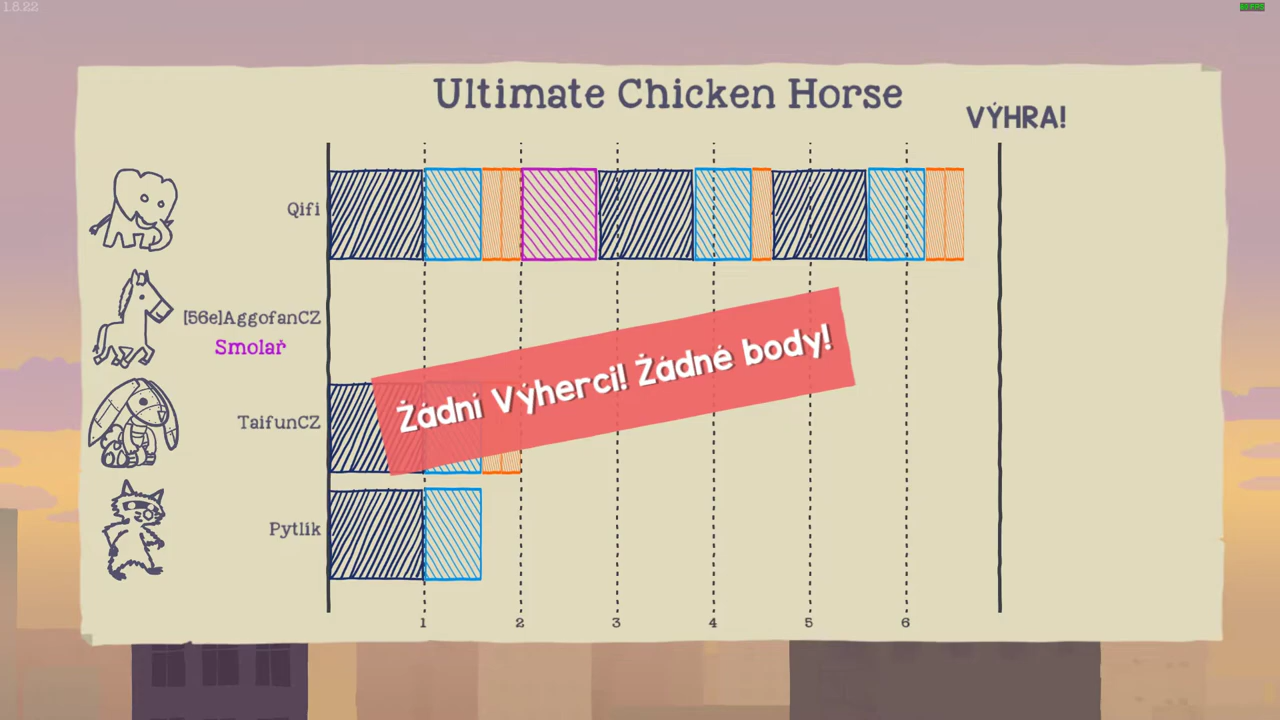 1.8.22
Ultimate Chicken Horse
VÝHRA!
Qifi
[56e]AggofanCZ
Smolař
TaifunCZ
Pytlik
Žádní Výherci! Žádné body!
1 2 3 4 5 6